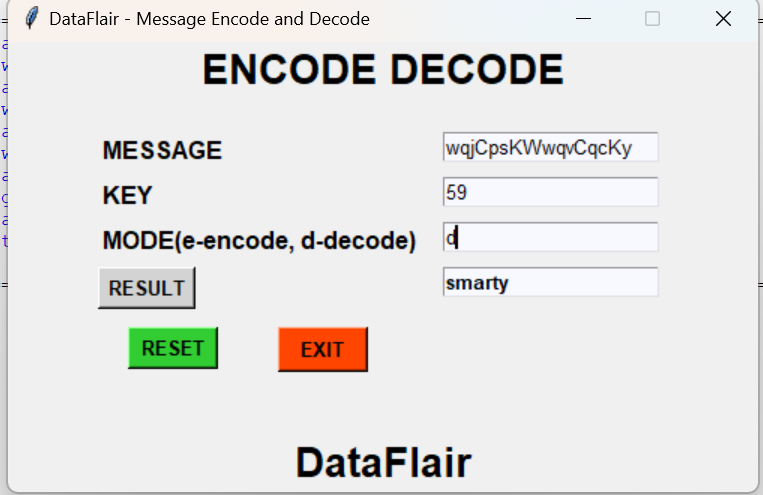 DataFlair - Message Encode and Decode
ENCODE DECODE
MESSAGE wqjCpsKWwqvCqcKy
KEY 59
MODE(e-encode, d-decode) d
RESULT smarty
RESET EXIT
DataFlair